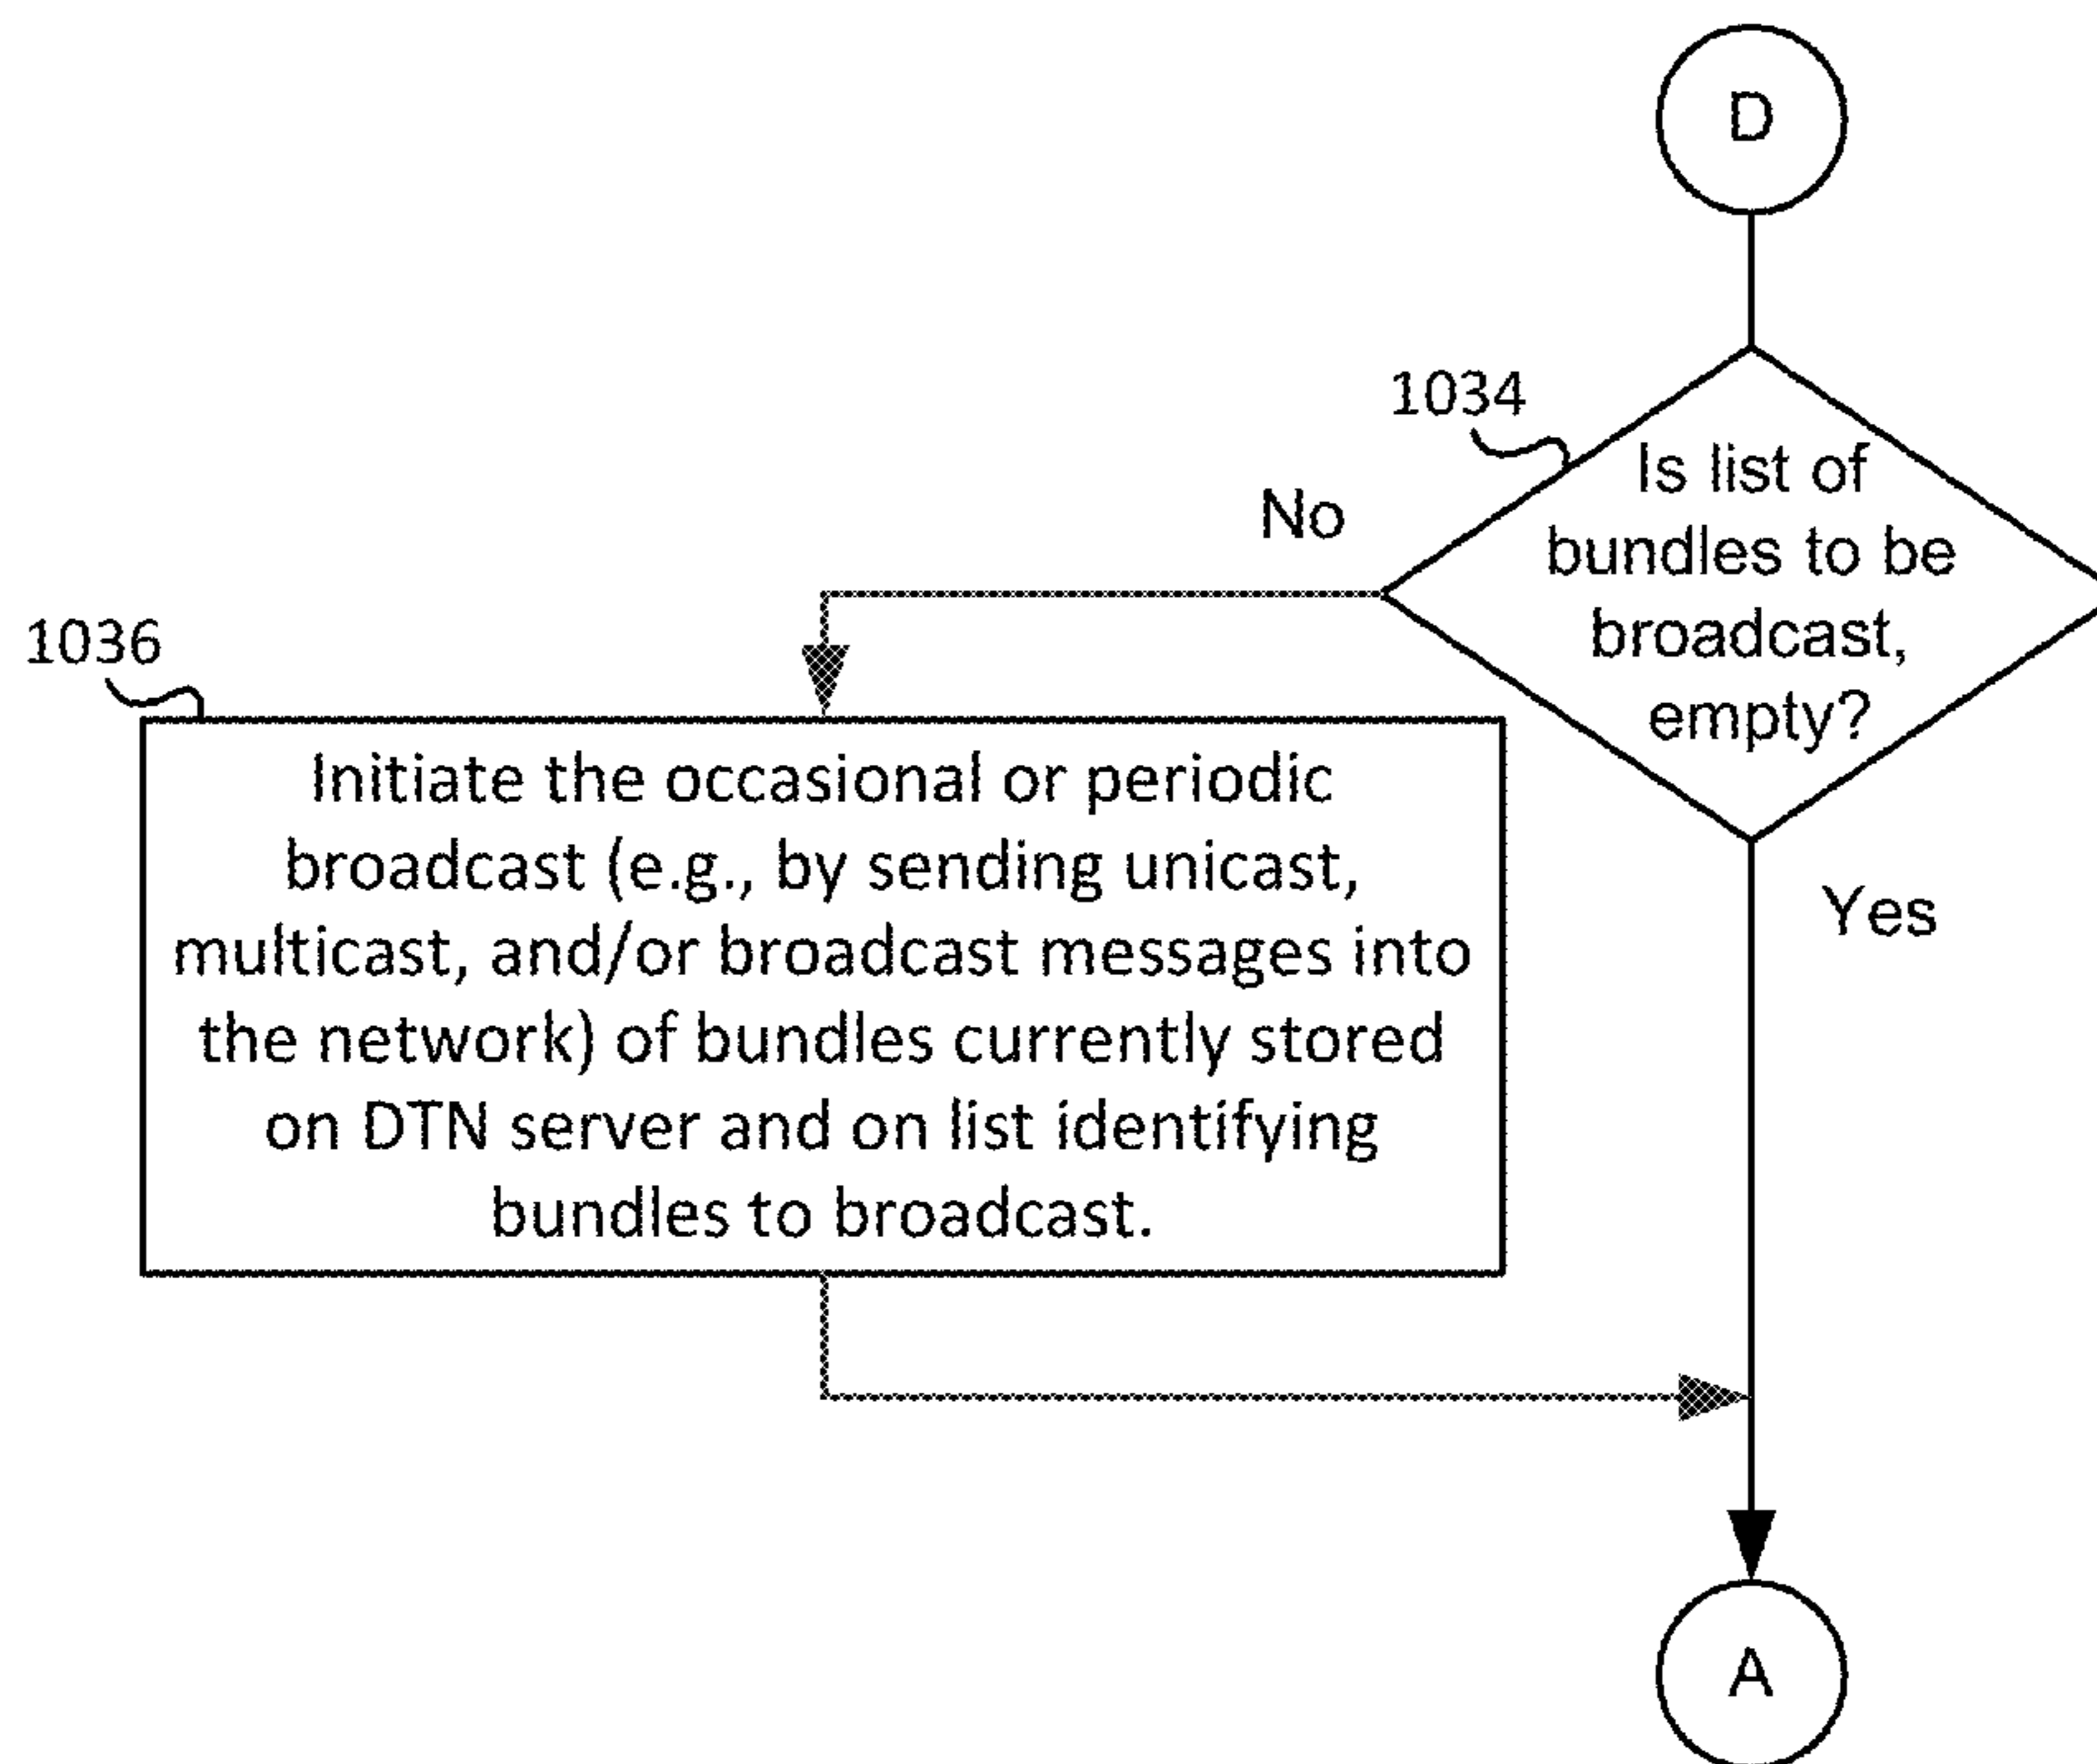 D
1034
Is list of
bundles to be
broadcast,
empty?
No
Yes
1036
Initiate the occasional or periodic
broadcast (e.g., by sending unicast,
multicast, and/or broadcast messages into
the network) of bundles currently stored
on DTN server and on list identifying
bundles to broadcast.
A